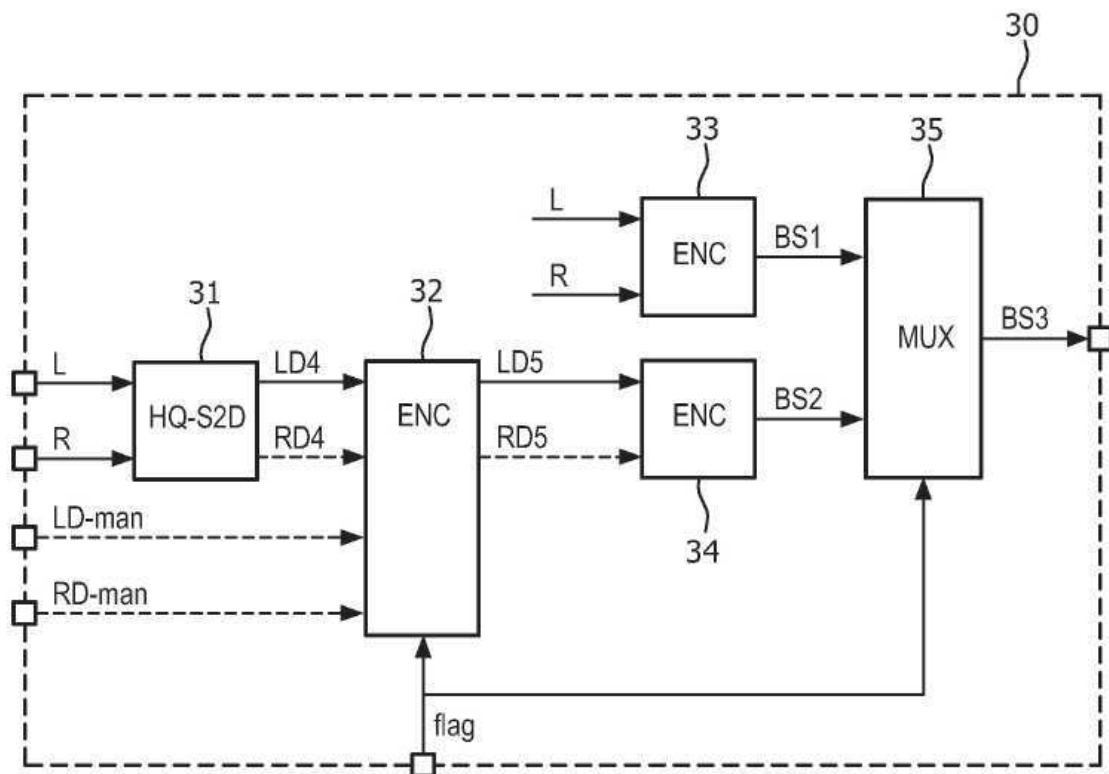 30
33
35
L
ENC
BS1
R
31
32
MUX
BS3
L
LD4
LD5
HQ-S2D
ENC
ENC
BS2
R
RD4
RD5
LD-man
34
RD-man
flag